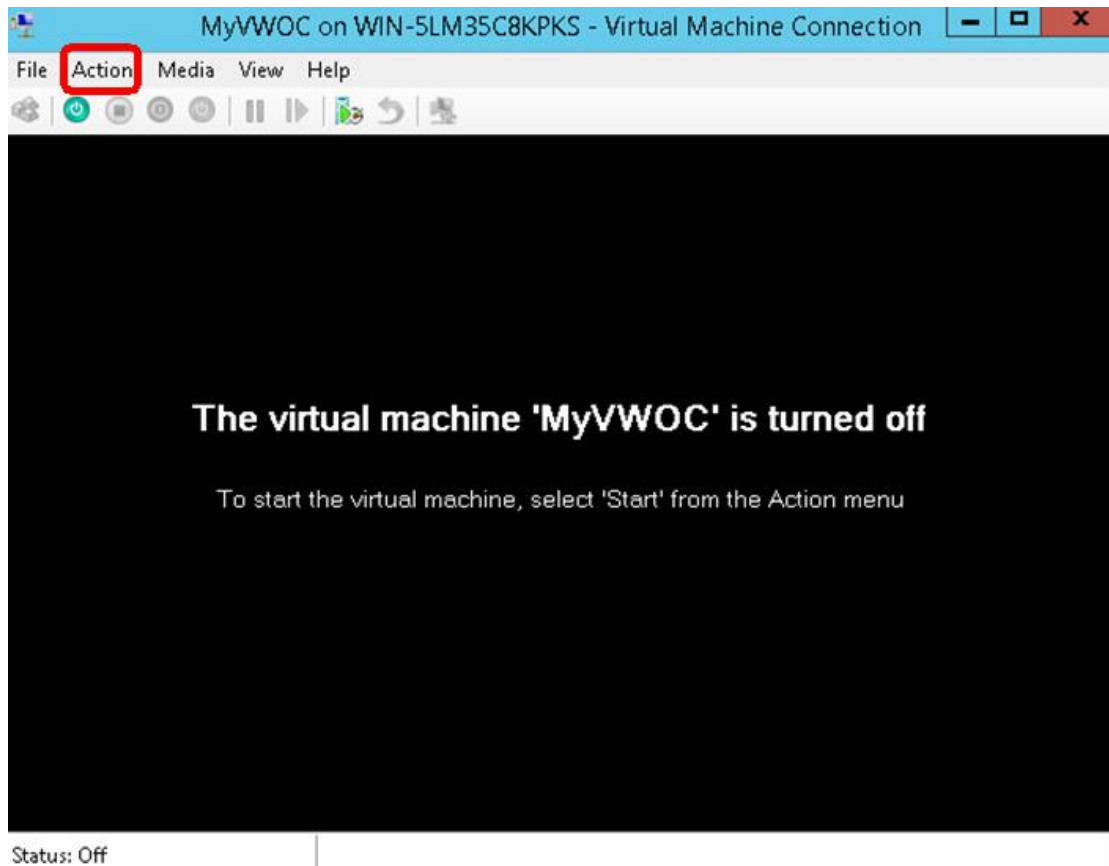 MyVWOC on WIN-5LM35C8KPKS - Virtual Machine Connection
File Action Media View Help
The virtual machine 'MyVWOC' is turned off
To start the virtual machine, select 'Start' from the Action menu
Status: Off